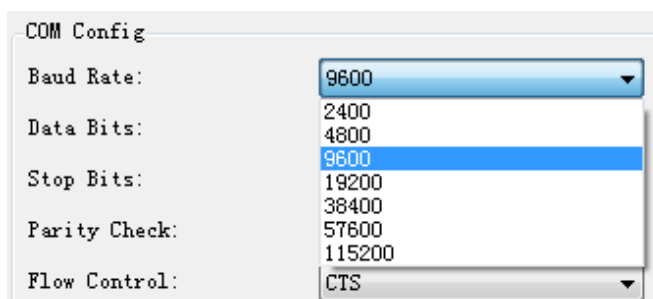 COM Config
Baud Rate:
9600
2400
Data Bits:
4800
9600
Stop Bits:
19200
38400
Parity Check:
57600
115200
Flow Control:
CTS